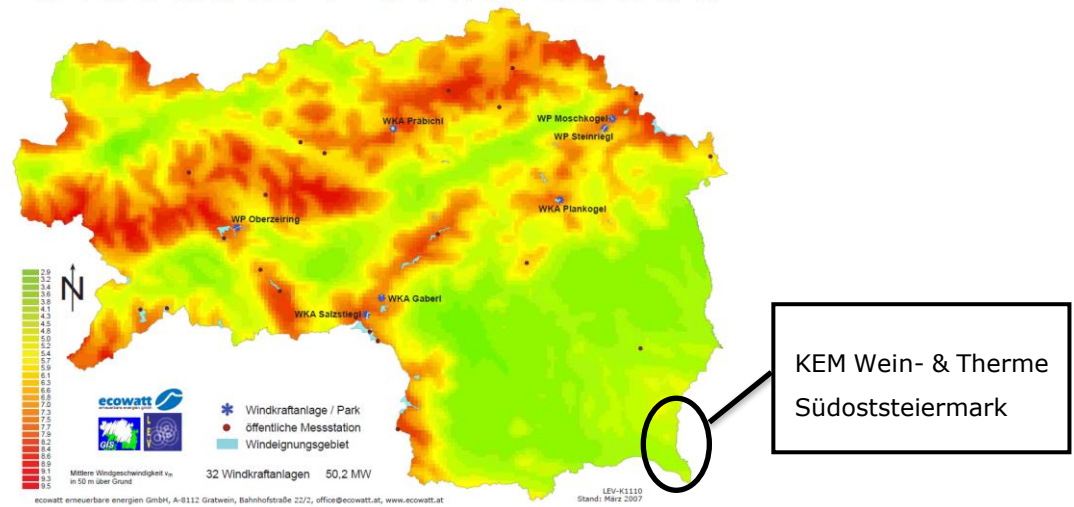 WKA Präbichl
WP Moschkogel
WP Steinriegl
WKA Plankogel
WP Oberzeiring
WKA Gaberl
WKA Salzstiegl
N
2.9
3.2
3.4
3.6
3.8
4.1
4.3
4.5
4.8
5.0
5.2
5.4
5.7
5.9
6.1
6.3
6.6
6.8
7.0
7.3
7.5
7.7
7.9
8.2
8.4
8.6
8.9
9.1
9.3
9.5
ecowatt
erneuerbare energien gmbh
GIS
LEV
Windkraftanlage / Park
öffentliche Messstation
Windeignungsgebiet
Mittlere Windgeschwindigkeit vm
in 50 m über Grund
32 Windkraftanlagen 50,2 MW
LEV-K1110
Stand: März 2007
ecowatt erneuerbare energien GmbH, A-8112 Gratwein, Bahnhofstraße 22/2, office@ecowatt.at, www.ecowatt.at
KEM Wein- & Therme
Südoststeiermark